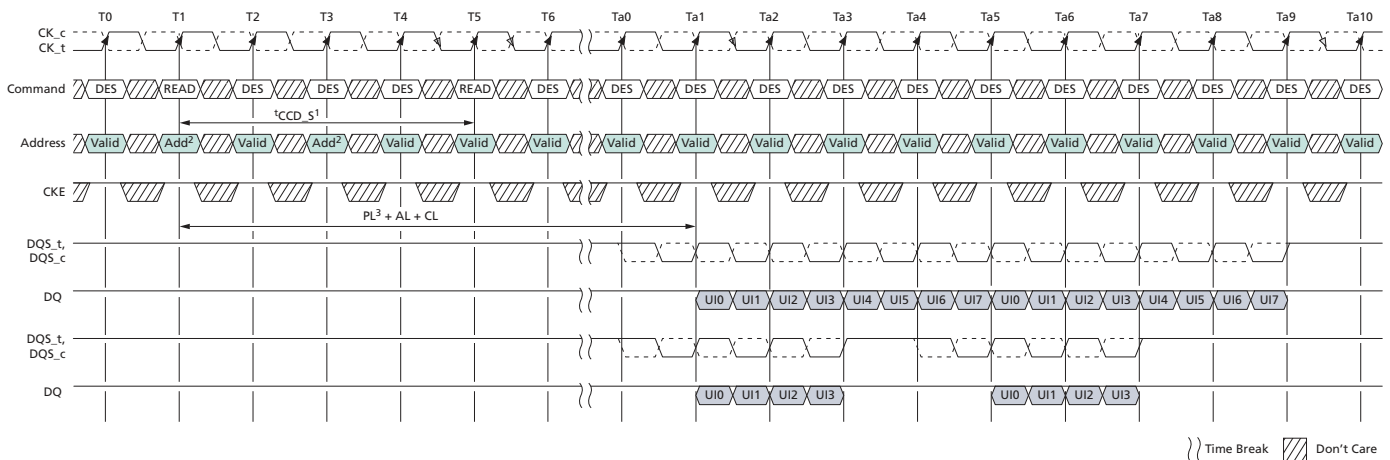 T0 T1 T2 T3 T4 T5 T6 Ta0 Ta1 Ta2 Ta3 Ta4 Ta5 Ta6 Ta7 Ta8 Ta9 Ta10
CK_c
CK_t
Command DES READ DES DES DES READ DES DES DES DES DES DES DES DES DES DES DES DES
tCCD_S1
Address Valid Add2 Valid Add2 Valid Valid Valid Valid Valid Valid Valid Valid Valid Valid Valid Valid Valid Valid
CKE
PL3 + AL + CL
DQS_t,
DQS_c
DQ UI0 UI1 UI2 UI3 UI4 UI5 UI6 UI7 UI0 UI1 UI2 UI3 UI4 UI5 UI6 UI7
DQS_t,
DQS_c
DQ UI0 UI1 UI2 UI3 UI0 UI1 UI2 UI3
Time Break Don't Care